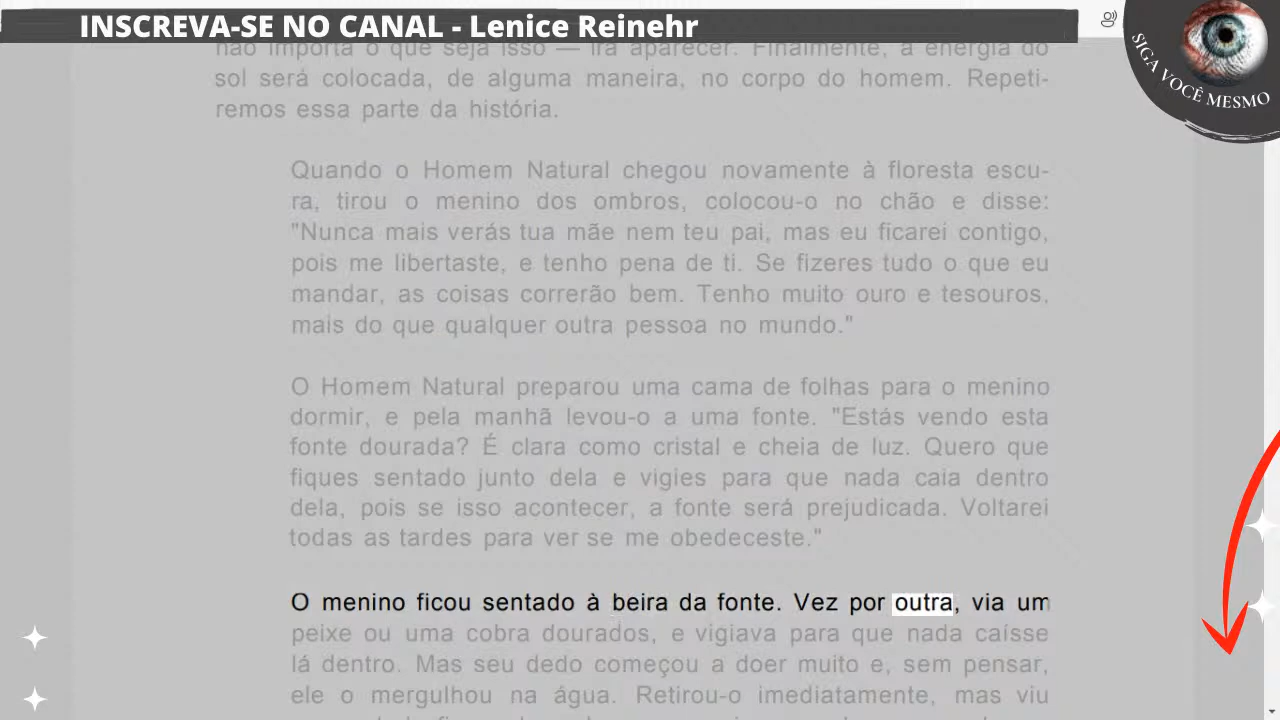 INSCREVA-SE NO CANAL - Lenice Reinehr
SIGA VOCÊ MESMO
não importa o que seja isso — irá aparecer. Finalmente, a energia do
sol será colocada, de alguma maneira, no corpo do homem. Repeti-
remos essa parte da história.
Quando o Homem Natural chegou novamente à floresta escu-
ra, tirou o menino dos ombros, colocou-o no chão e disse:
"Nunca mais verás tua mãe nem teu pai, mas eu ficarei contigo,
pois me libertaste, e tenho pena de ti. Se fizeres tudo o que eu
mandar, as coisas correrão bem. Tenho muito ouro e tesouros,
mais do que qualquer outra pessoa no mundo."
O Homem Natural preparou uma cama de folhas para o menino
dormir, e pela manhã levou-o a uma fonte. "Estás vendo esta
fonte dourada? É clara como cristal e cheia de luz. Quero que
fiques sentado junto dela e vigies para que nada caia dentro
dela, pois se isso acontecer, a fonte será prejudicada. Voltarei
todas as tardes para ver se me obedeceste."
O menino ficou sentado à beira da fonte. Vez por outra, via um
peixe ou uma cobra dourados, e vigiava para que nada caísse
lá dentro. Mas seu dedo começou a doer muito e, sem pensar,
ele o mergulhou na água. Retirou-o imediatamente, mas viu